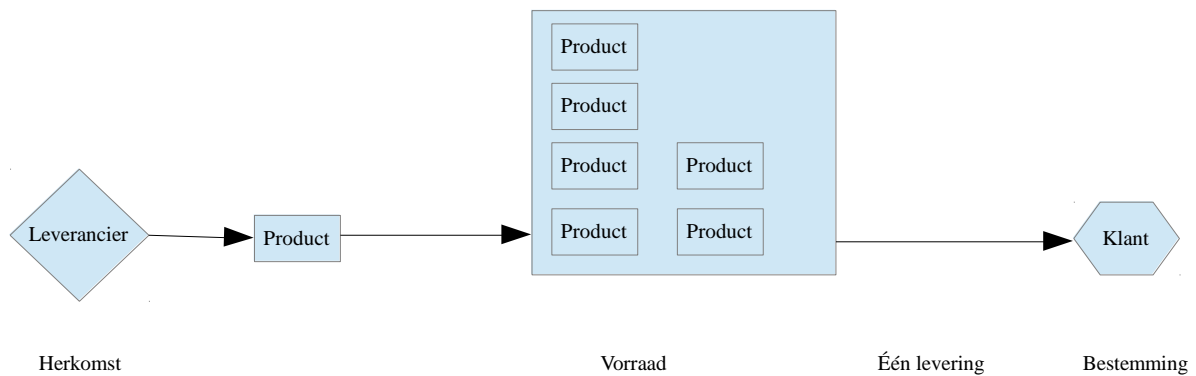 Product
Product
Product Product
Product Product
Leverancier
Product
Klant
Herkomst
Vorraad
Één levering
Bestemming